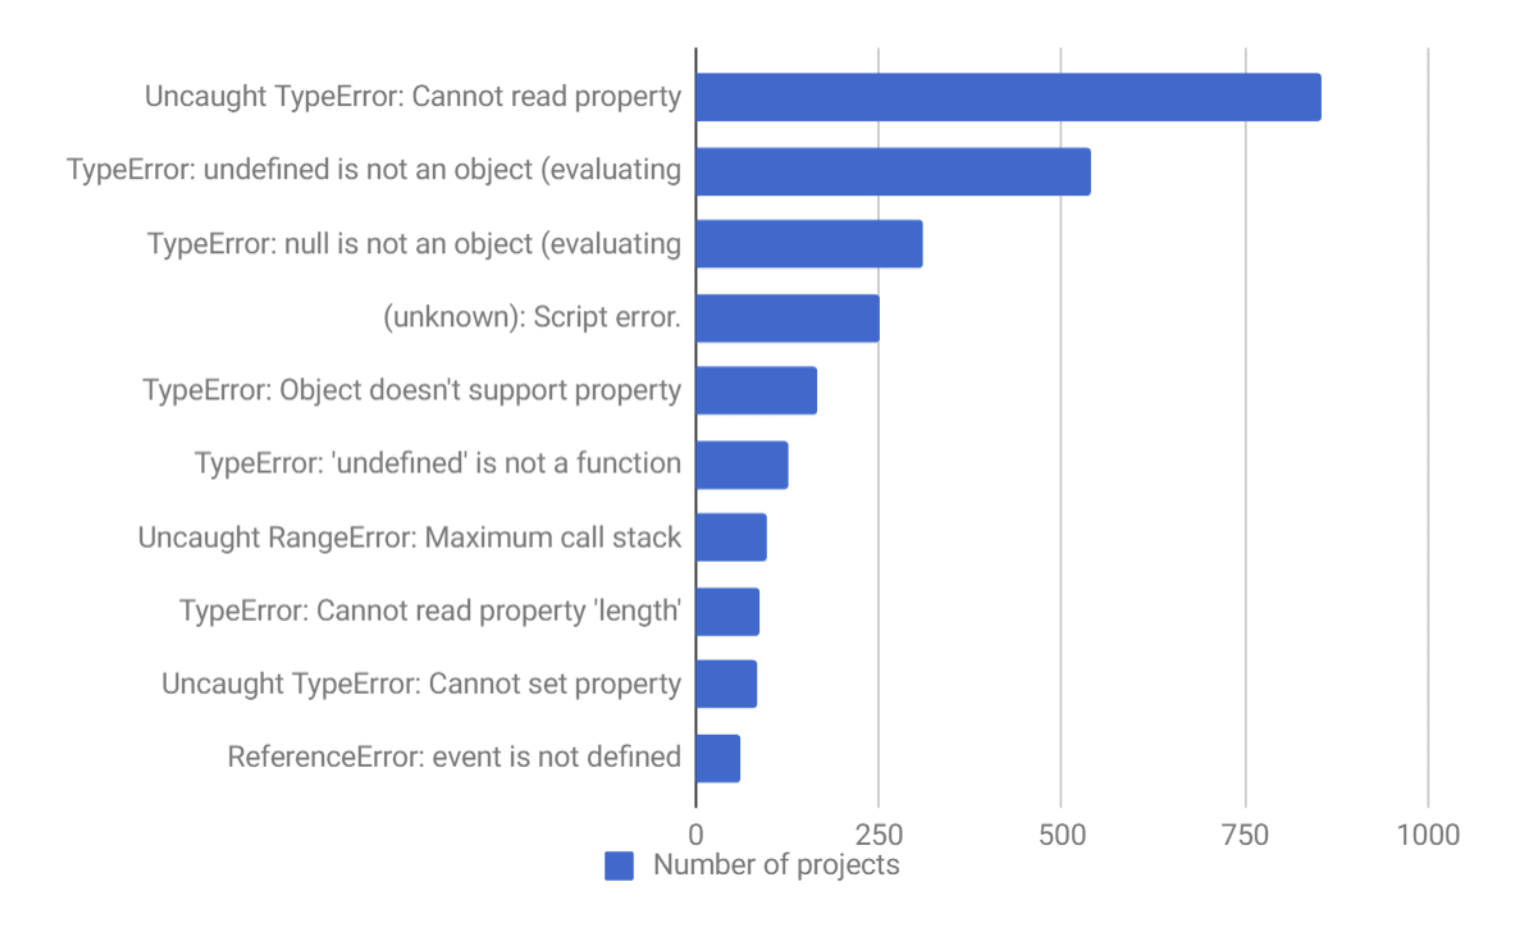 Uncaught TypeError: Cannot read property
TypeError: undefined is not an object (evaluating
TypeError: null is not an object (evaluating
(unknown): Script error.
TypeError: Object doesn't support property
TypeError: 'undefined' is not a function
Uncaught RangeError: Maximum call stack
TypeError: Cannot read property 'length'
Uncaught TypeError: Cannot set property
ReferenceError: event is not defined
0 250 500 750 1000
Number of projects